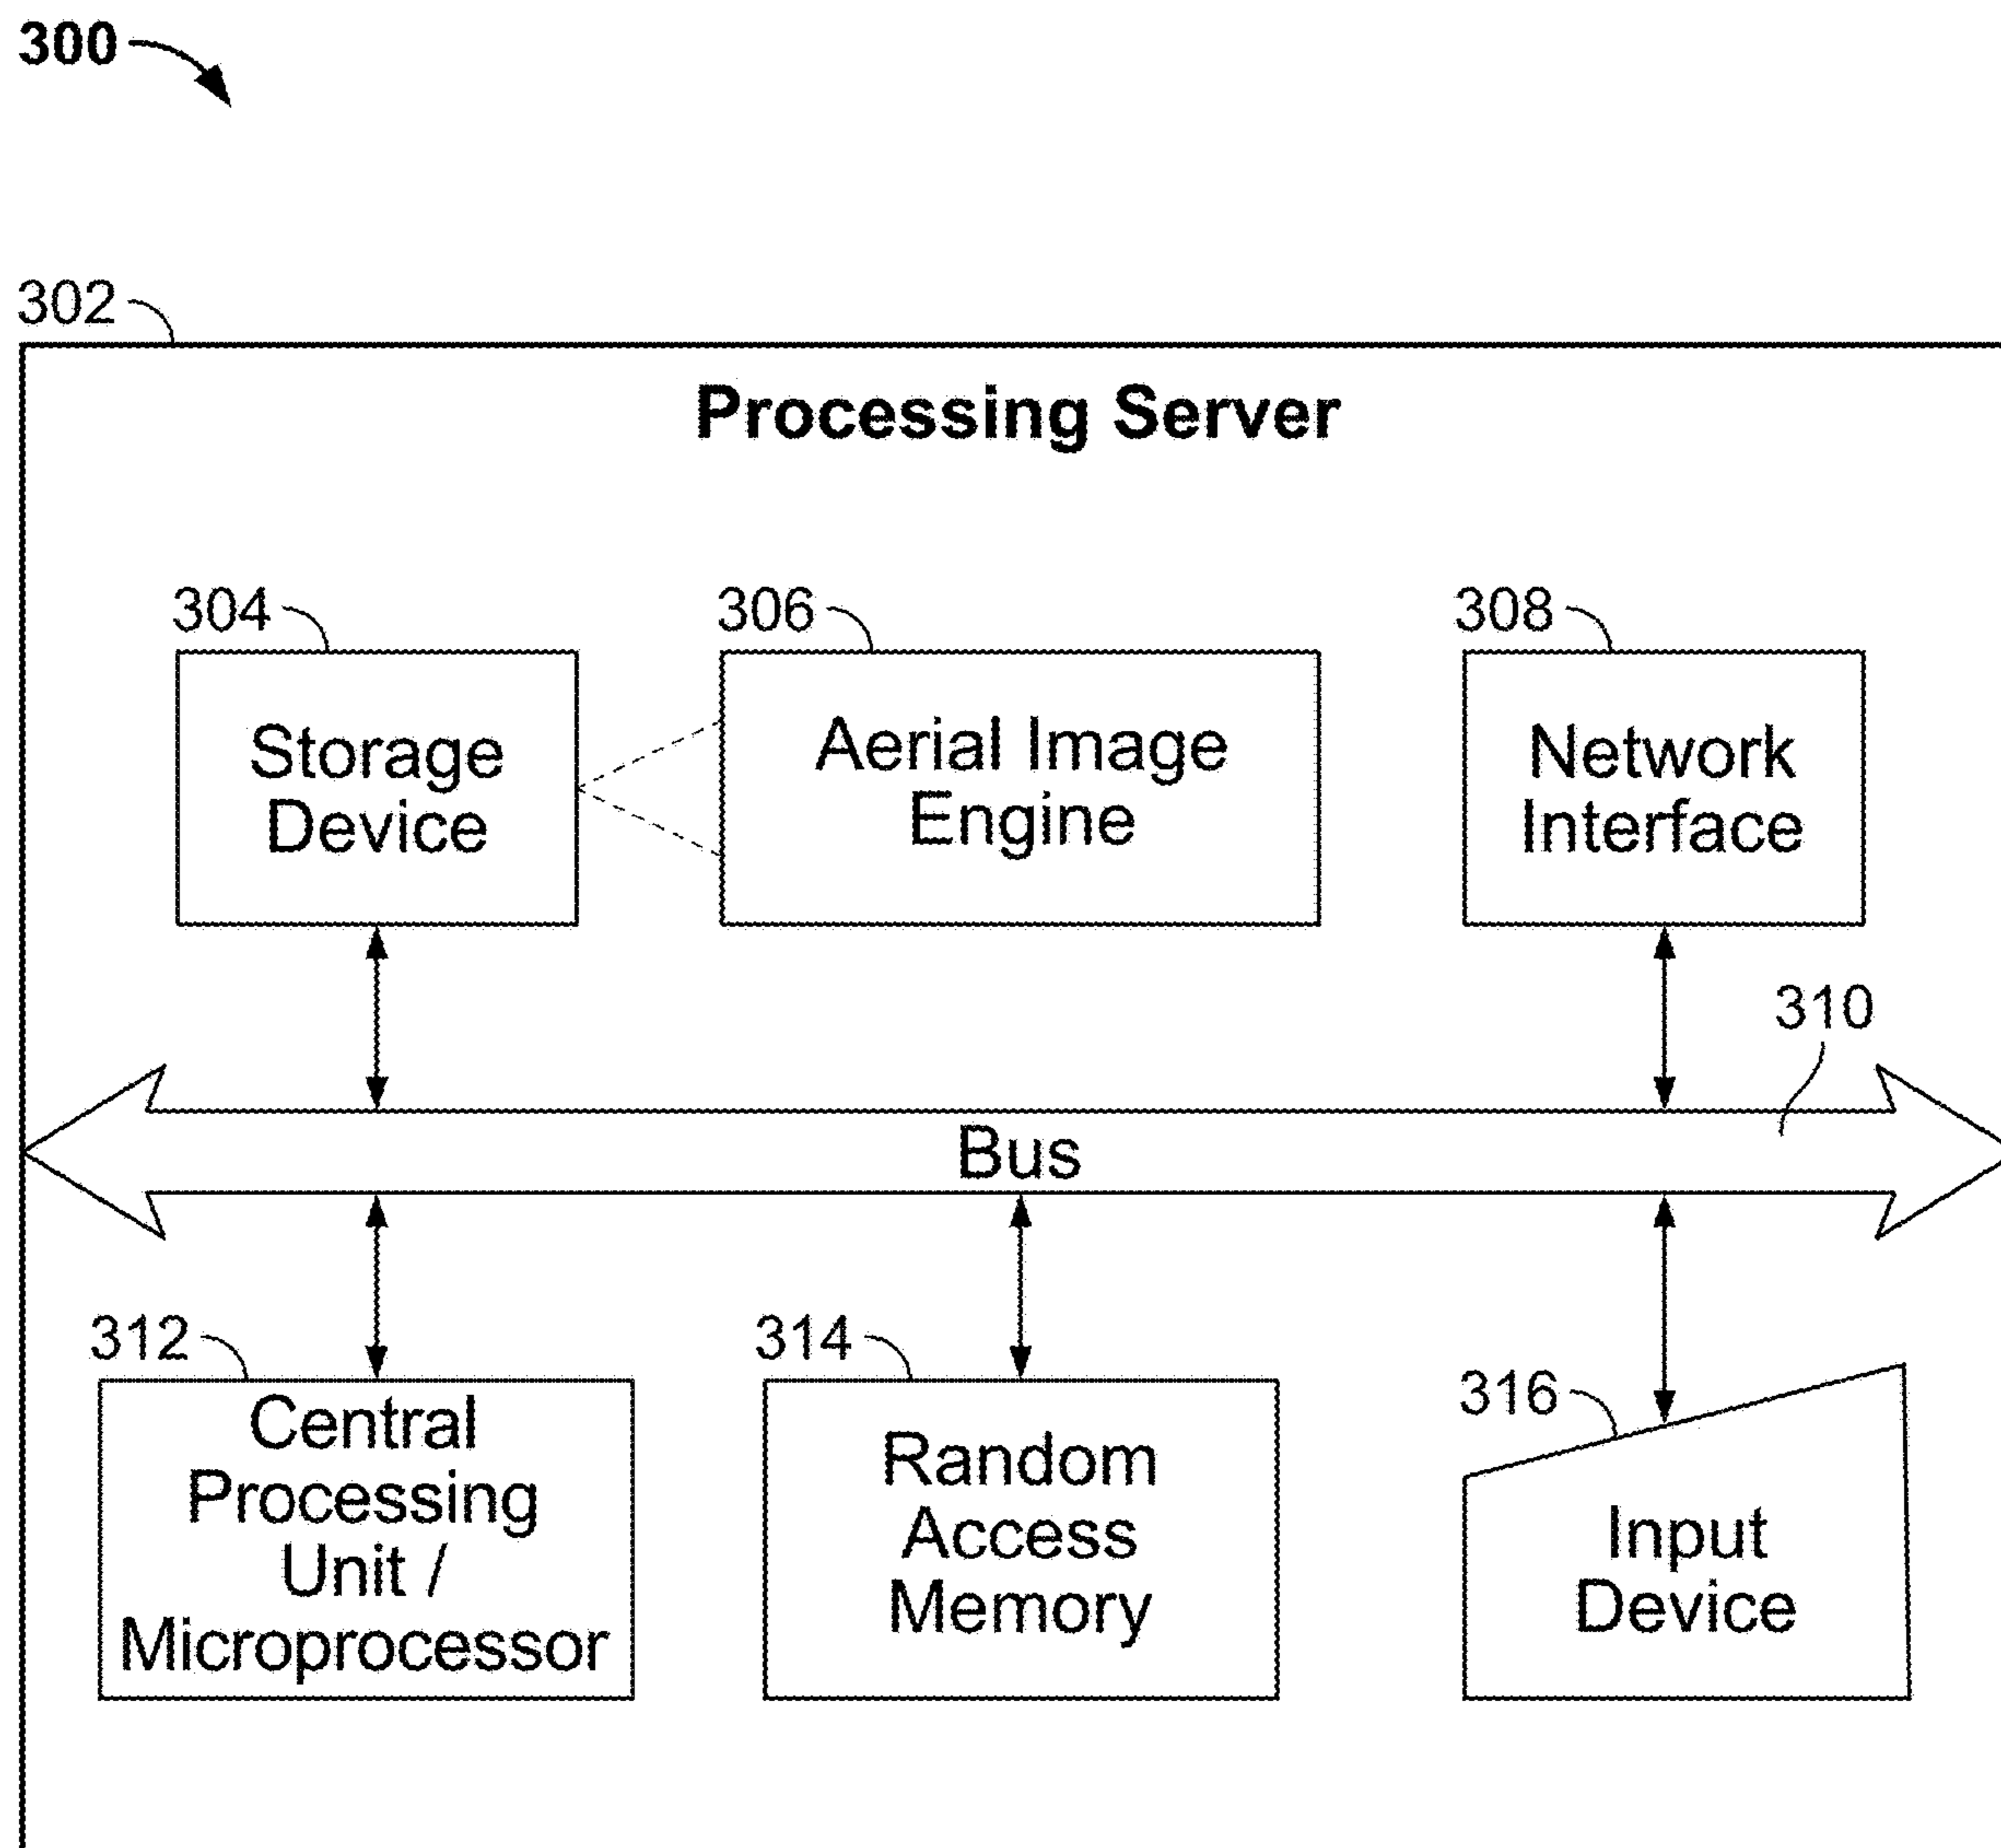 300
302
Processing Server
304
306
308
Storage
Device
Aerial Image
Engine
Network
Interface
310
Bus
312
314
316
Central
Processing
Unit /
Microprocessor
Random
Access
Memory
Input
Device